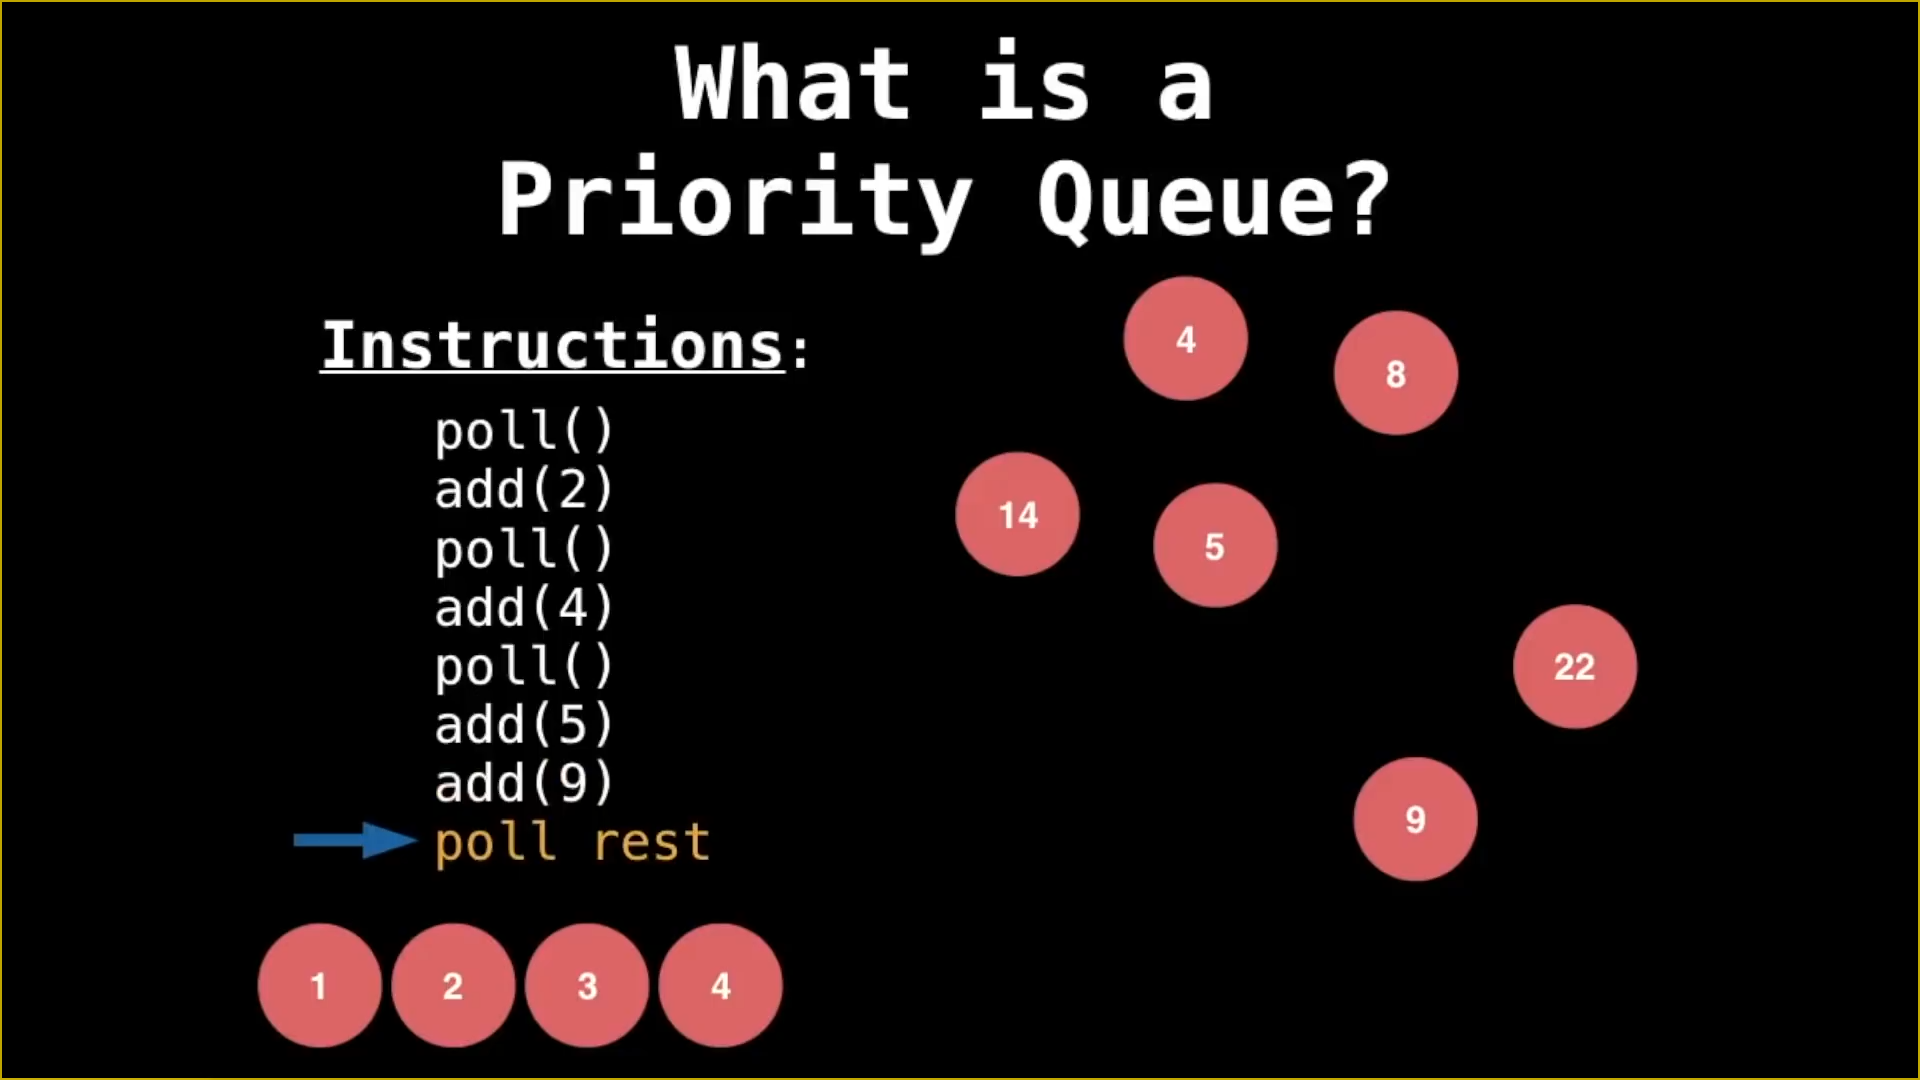 What is a
Priority Queue?
Instructions:
poll()
add(2)
poll()
add(4)
poll()
add(5)
add(9)
poll rest
4
8
14
5
22
9
1 2 3 4